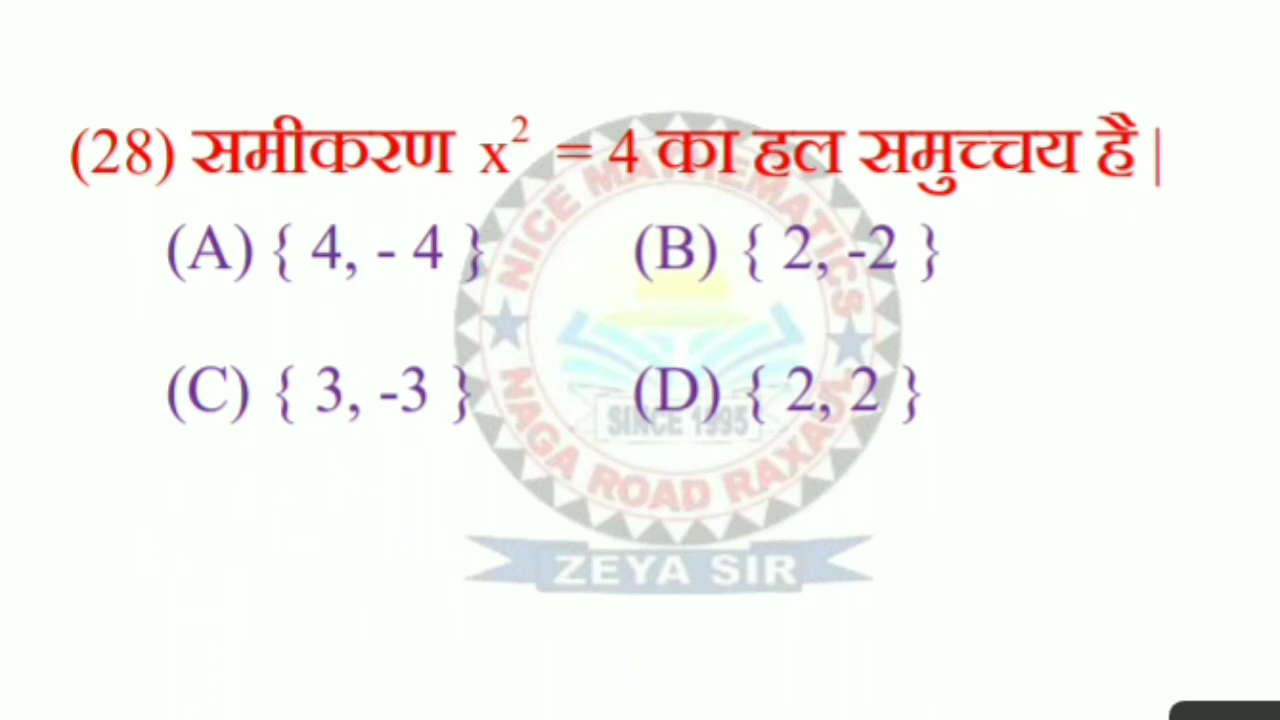 (28) समीकरण x² = 4 का हल समुच्चय है |
(A) { 4, - 4 } (B) { 2, -2 }
(C) { 3, -3 } (D) { 2, 2 }
NICE MATHEMATICS
SINCE 1995
NAGA ROAD RAXAUL
ZEYA SIR